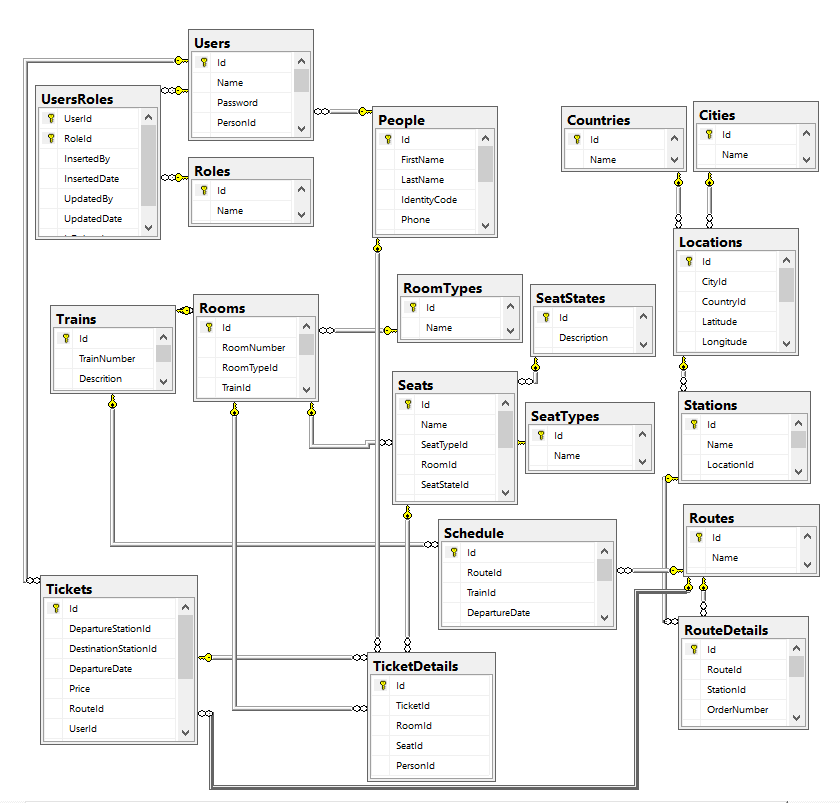 Users
Id
Name
Password
PersonId
UsersRoles
UserId
RoleId
InsertedBy
InsertedDate
UpdatedBy
UpdatedDate
Roles
Id
Name
People
Id
FirstName
LastName
IdentityCode
Phone
Countries
Id
Name
Cities
Id
Name
Locations
Id
CityId
CountryId
Latitude
Longitude
Trains
Id
TrainNumber
Descrition
Rooms
Id
RoomNumber
RoomTypeId
TrainId
RoomTypes
Id
Name
SeatStates
Id
Description
Seats
Id
Name
SeatTypeId
RoomId
SeatStateId
SeatTypes
Id
Name
Stations
Id
Name
LocationId
Schedule
Id
RouteId
TrainId
DepartureDate
Routes
Id
Name
Tickets
Id
DepartureStationId
DestinationStationId
DepartureDate
Price
RouteId
UserId
TicketDetails
Id
TicketId
RoomId
SeatId
PersonId
RouteDetails
Id
RouteId
StationId
OrderNumber